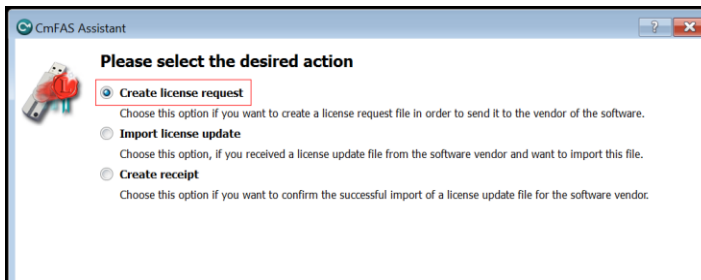 CmFAS Assistant
Please select the desired action
Create license request
Choose this option if you want to create a license request file in order to send it to the vendor of the software.
Import license update
Choose this option, if you received a license update file from the software vendor and want to import this file.
Create receipt
Choose this option if you want to confirm the successful import of a license update file for the software vendor.